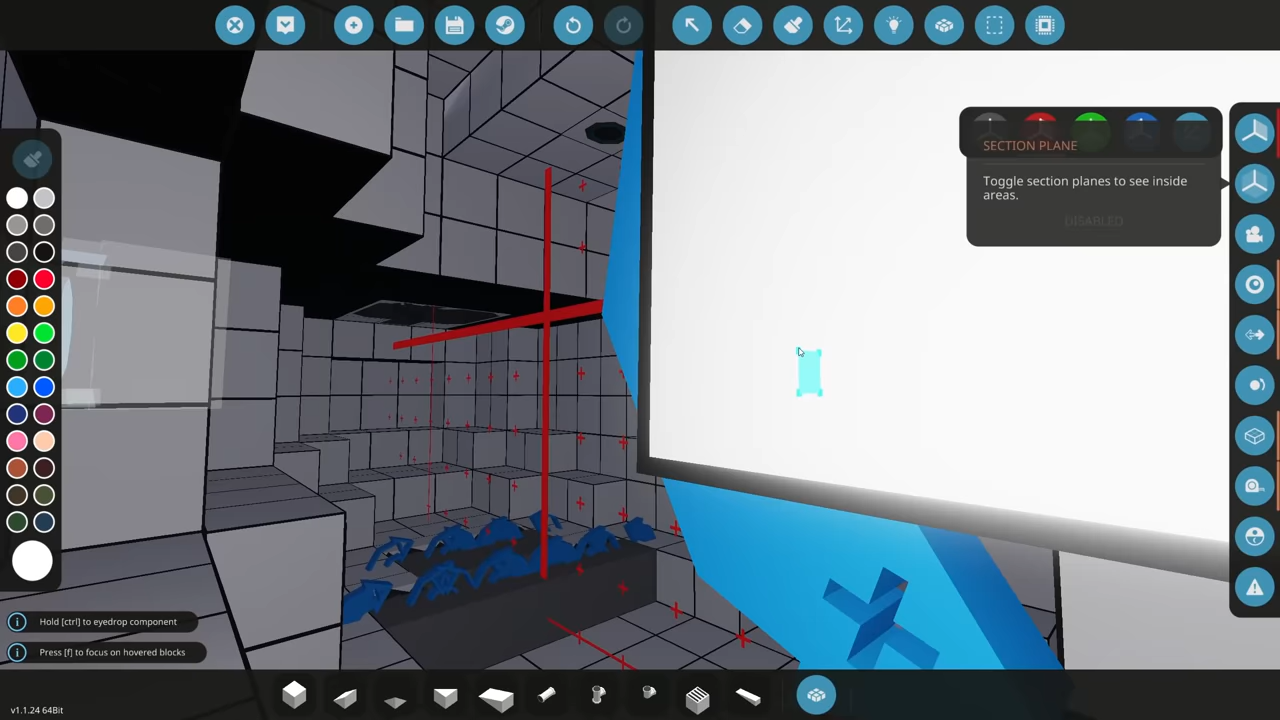 SECTION PLANE
Toggle section planes to see inside
areas.
DISABLED
Hold [ctrl] to eyedrop component
Press [f] to focus on hovered blocks
v1.1.24 64Bit